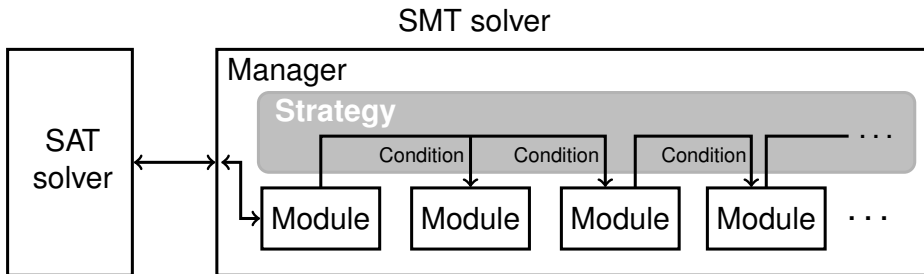 SMT solver
Manager
Strategy
SAT
solver
Condition Condition Condition
. . .
Module Module Module Module . . .